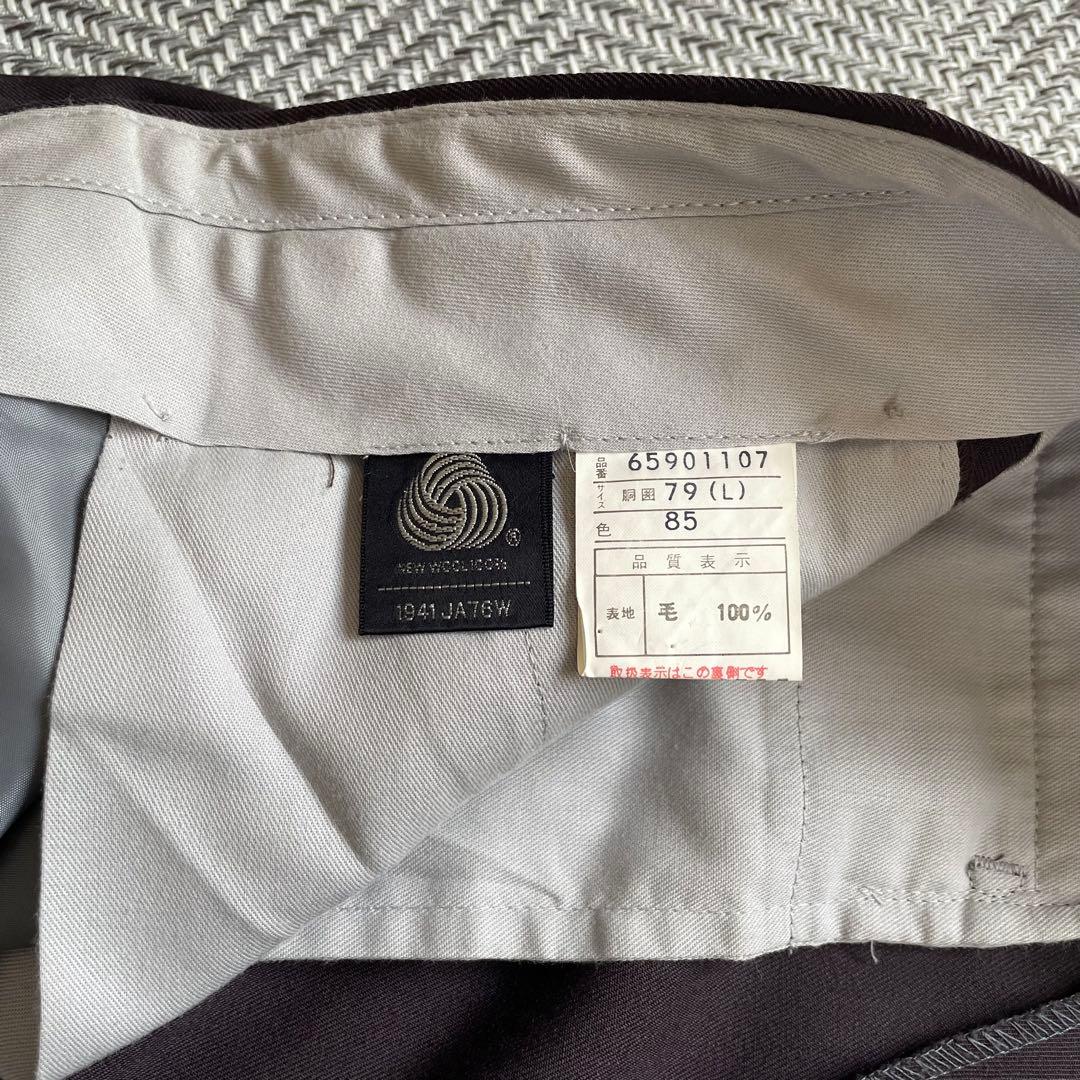 ®
NEW WOOL 100%
1941 JA76W
品番 65901107
サイズ 胴囲 79(L)
色 85
品質表示
表地 毛 100%
取扱表示はこの裏側です